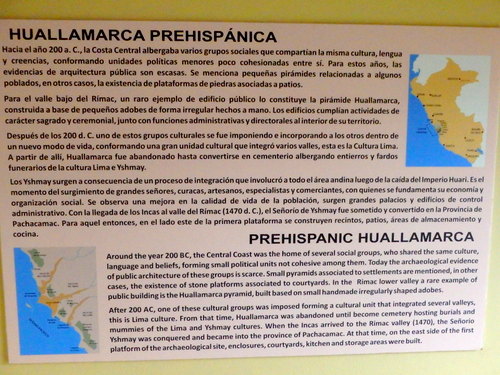 HUALLAMARCA PREHISPÁNICA
Hacia el año 200 a. C., la Costa Central albergaba varios grupos sociales que compartían la misma cultura, lengua
y creencias, conformando unidades políticas menores poco cohesionadas entre sí. Para estos años, las
evidencias de arquitectura pública son escasas. Se menciona pequeñas pirámides relacionadas a algunos
poblados, en otros casos, la existencia de plataformas de piedras asociadas a patios.
Para el valle bajo del Rímac, un raro ejemplo de edificio público lo constituye la pirámide Huallamarca,
construida a base de pequeños adobes de forma irregular hechos a mano. Los edificios cumplían actividades de
carácter sagrado y ceremonial, junto con funciones administrativas y directorales al interior de su territorio.
Después de los 200 d. C. uno de estos grupos culturales se fue imponiendo e incorporando a los otros dentro de
un nuevo modo de vida, conformando una gran unidad cultural que integró varios valles, esta es la Cultura Lima.
A partir de allí, Huallamarca fue abandonado hasta convertirse en cementerio albergando entierros y fardos
funerarios de la cultura Lima e Yshmay.
Los Yshmay surgen a consecuencia de un proceso de integración que involucró a todo el área andina luego de la caída del Imperio Huari. Es el
momento del surgimiento de grandes señores, curacas, artesanos, especialistas y comerciantes, con quienes se fundamenta su economía y
organización social. Se observa una mejora en la calidad de vida de la población, surgen grandes palacios y edificios de control
administrativo. Con la llegada de los Incas al valle del Rímac (1470 d. C.), el Señorío de Yshmay fue sometido y convertido en la Provincia de
Pachacamac. Para aquel entonces, en el lado este de la primera plataforma se construyen recintos, patios, áreas de almacenamiento y
cocina.
PREHISPANIC HUALLAMARCA
Around the year 200 BC, the Central Coast was the home of several social groups, who shared the same culture,
language and beliefs, forming small political units not cohesive among them. Today the archaeological evidence
of public architecture of these groups is scarce. Small pyramids associated to settlements are mentioned, in other
cases, the existence of stone platforms associated to courtyards. In the Rimac lower valley a rare example of
public building is the Huallamarca pyramid, built based on small handmade irregularly shaped adobes.
After 200 AC, one of these cultural groups was imposed forming a cultural unit that integrated several valleys,
this is Lima culture. From that time, Huallamarca was abandoned until become cemetery hosting burials and
mummies of the Lima and Yshmay cultures. When the Incas arrived to the Rimac valley (1470), the Señorío
Yshmay was conquered and became into the province of Pachacamac. At that time, on the east side of the first
platform of the archaeological site, enclosures, courtyards, kitchen and storage areas were built.